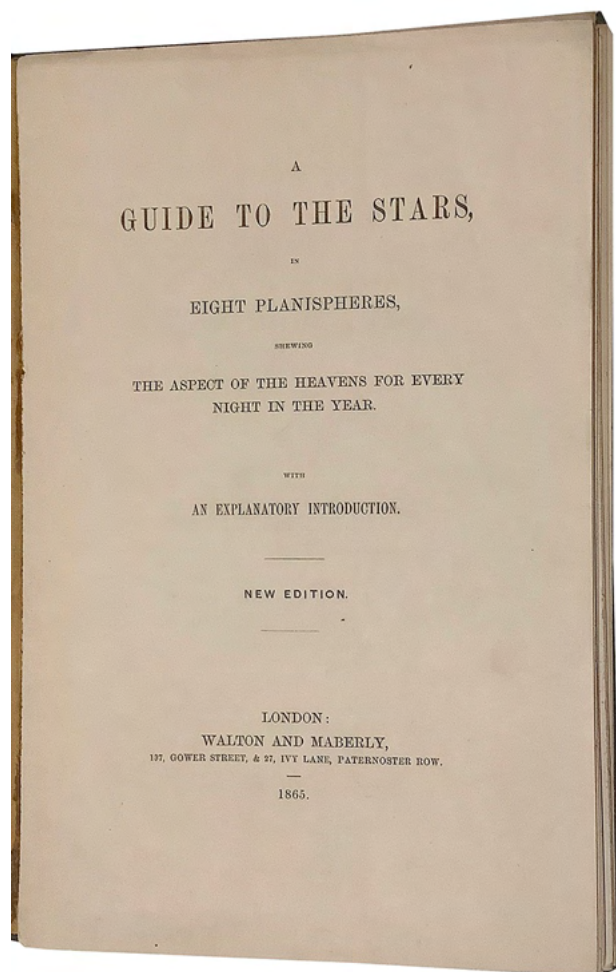 A
GUIDE TO THE STARS,
IN
EIGHT PLANISPHERES,
SHEWING
THE ASPECT OF THE HEAVENS FOR EVERY
NIGHT IN THE YEAR.
WITH
AN EXPLANATORY INTRODUCTION.
NEW EDITION.
LONDON:
WALTON AND MABERLY,
137, GOWER STREET, & 27, IVY LANE, PATERNOSTER ROW.
1865.